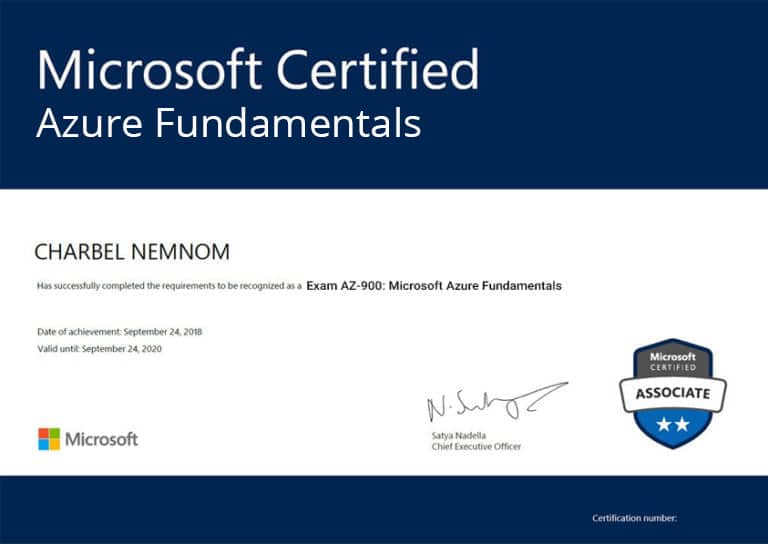 Microsoft Certified
Azure Fundamentals
CHARBEL NEMNOM
Has successfully completed the requirements to be recognized as a Exam AZ-900: Microsoft Azure Fundamentals
Date of achievement: September 24, 2018
Valid until: September 24, 2020
Microsoft
CERTIFIED
ASSOCIATE
Satya Nadella
Chief Executive Officer
Microsoft
Certification number: